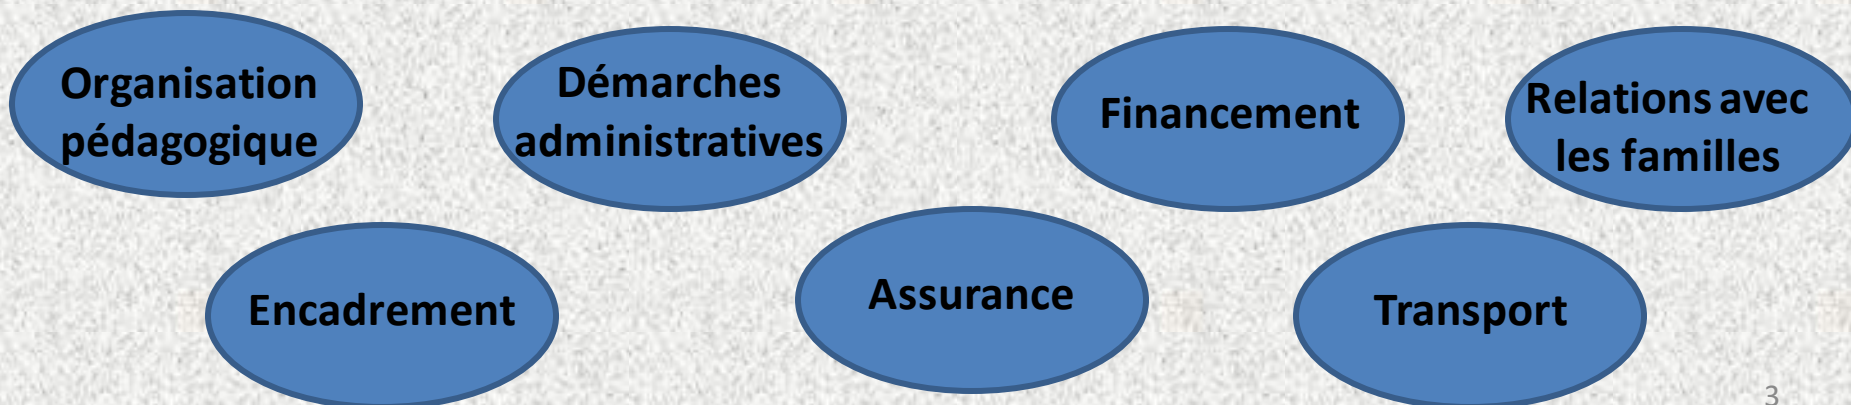 Organisation
pédagogique
Démarches
administratives
Financement
Relations avec
les familles
Encadrement
Assurance
Transport
3